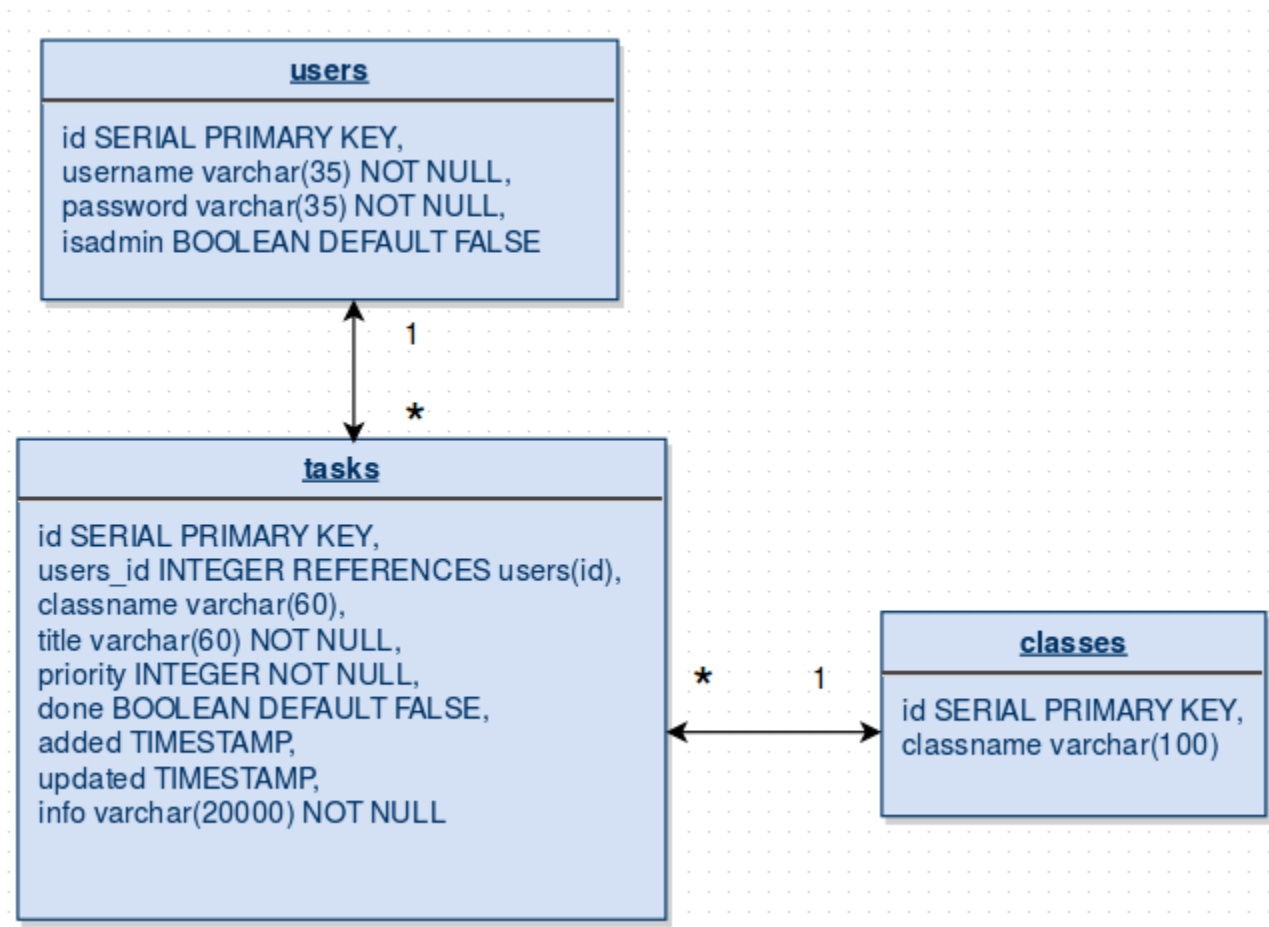 users
id SERIAL PRIMARY KEY,
username varchar(35) NOT NULL,
password varchar(35) NOT NULL,
isadmin BOOLEAN DEFAULT FALSE
1
*
tasks
id SERIAL PRIMARY KEY,
users_id INTEGER REFERENCES users(id),
classname varchar(60),
title varchar(60) NOT NULL,
priority INTEGER NOT NULL,
done BOOLEAN DEFAULT FALSE,
added TIMESTAMP,
updated TIMESTAMP,
info varchar(20000) NOT NULL
* 1
classes
id SERIAL PRIMARY KEY,
classname varchar(100)